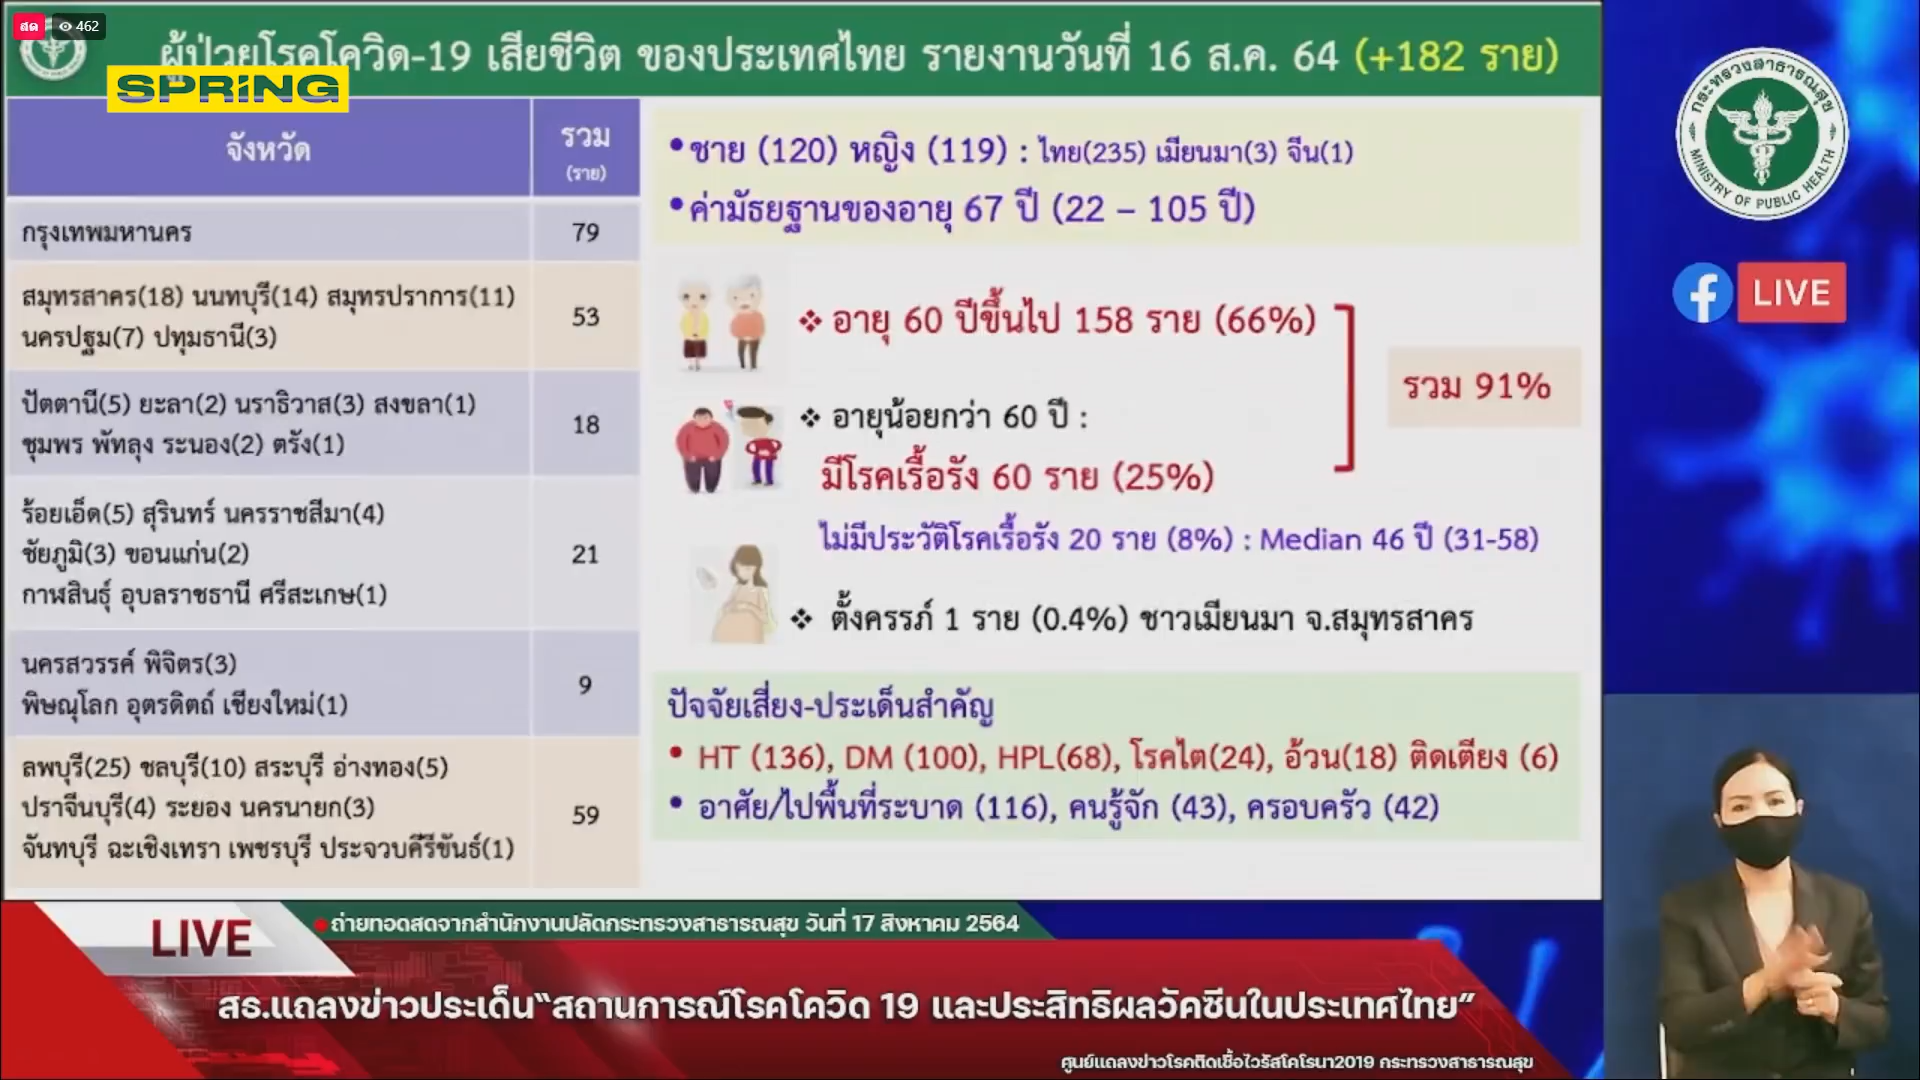 สด 462
ผู้ป่วยโรคโควิด-19 เสียชีวิต ของประเทศไทย รายงานวันที่ 16 ส.ค. 64 (+182 ราย)
SPRiNG
จังหวัด
รวม
(ราย)
กรุงเทพมหานคร
79
สมุทรสาคร(18) นนทบุรี(14) สมุทรปราการ(11)
นครปฐม(7) ปทุมธานี(3)
53
ปัตตานี(5) ยะลา(2) นราธิวาส(3) สงขลา(1)
ชุมพร พัทลุง ระนอง(2) ตรัง(1)
18
ร้อยเอ็ด(5) สุรินทร์ นครราชสีมา(4)
ชัยภูมิ(3) ขอนแก่น(2)
กาฬสินธุ์ อุบลราชธานี ศรีสะเกษ(1)
21
นครสวรรค์ พิจิตร(3)
พิษณุโลก อุตรดิตถ์ เชียงใหม่(1)
9
ลพบุรี(25) ชลบุรี(10) สระบุรี อ่างทอง(5)
ปราจีนบุรี(4) ระยอง นครนายก(3)
จันทบุรี ฉะเชิงเทรา เพชรบุรี ประจวบคีรีขันธ์(1)
59
•ชาย (120) หญิง (119) : ไทย(235) เมียนมา(3) จีน(1)
•ค่ามัธยฐานของอายุ 67 ปี (22 – 105 ปี)
❖ อายุ 60 ปีขึ้นไป 158 ราย (66%)
❖ อายุน้อยกว่า 60 ปี :
มีโรคเรื้อรัง 60 ราย (25%)
รวม 91%
ไม่มีประวัติโรคเรื้อรัง 20 ราย (8%) : Median 46 ปี (31-58)
❖ ตั้งครรภ์ 1 ราย (0.4%) ชาวเมียนมา จ.สมุทรสาคร
ปัจจัยเสี่ยง-ประเด็นสำคัญ
• HT (136), DM (100), HPL(68), โรคไต(24), อ้วน(18) ติดเตียง (6)
• อาศัย/ไปพื้นที่ระบาด (116), คนรู้จัก (43), ครอบครัว (42)
กระทรวงสาธารณสุข
MINISTRY OF PUBLIC HEALTH
f LIVE
LIVE
ถ่ายทอดสดจากสำนักงานปลัดกระทรวงสาธารณสุข วันที่ 17 สิงหาคม 2564
สธ.แถลงข่าวประเด็น"สถานการณ์โรคโควิด 19 และประสิทธิผลวัคซีนในประเทศไทย"
ศูนย์แถลงข่าวโรคติดเชื้อไวรัสโคโรนา2019 กระทรวงสาธารณสุข